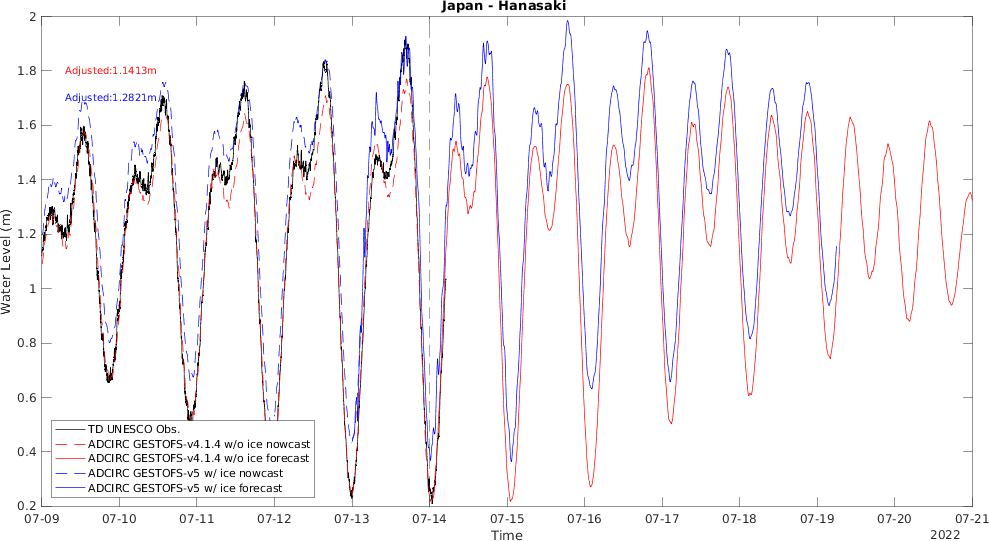 Japan - Hanasaki
Adjusted:1.1413m
Adjusted:1.2821m
Water Level (m)
2
1.8
1.6
1.4
1.2
1
0.8
0.6
0.4
0.2
TD UNESCO Obs.
ADCIRC GESTOFS-v4.1.4 w/o ice nowcast
ADCIRC GESTOFS-v4.1.4 w/o ice forecast
ADCIRC GESTOFS-v5 w/ ice nowcast
ADCIRC GESTOFS-v5 w/ ice forecast
07-09 07-10 07-11 07-12 07-13 07-14 07-15 07-16 07-17 07-18 07-19 07-20 07-21
Time
2022